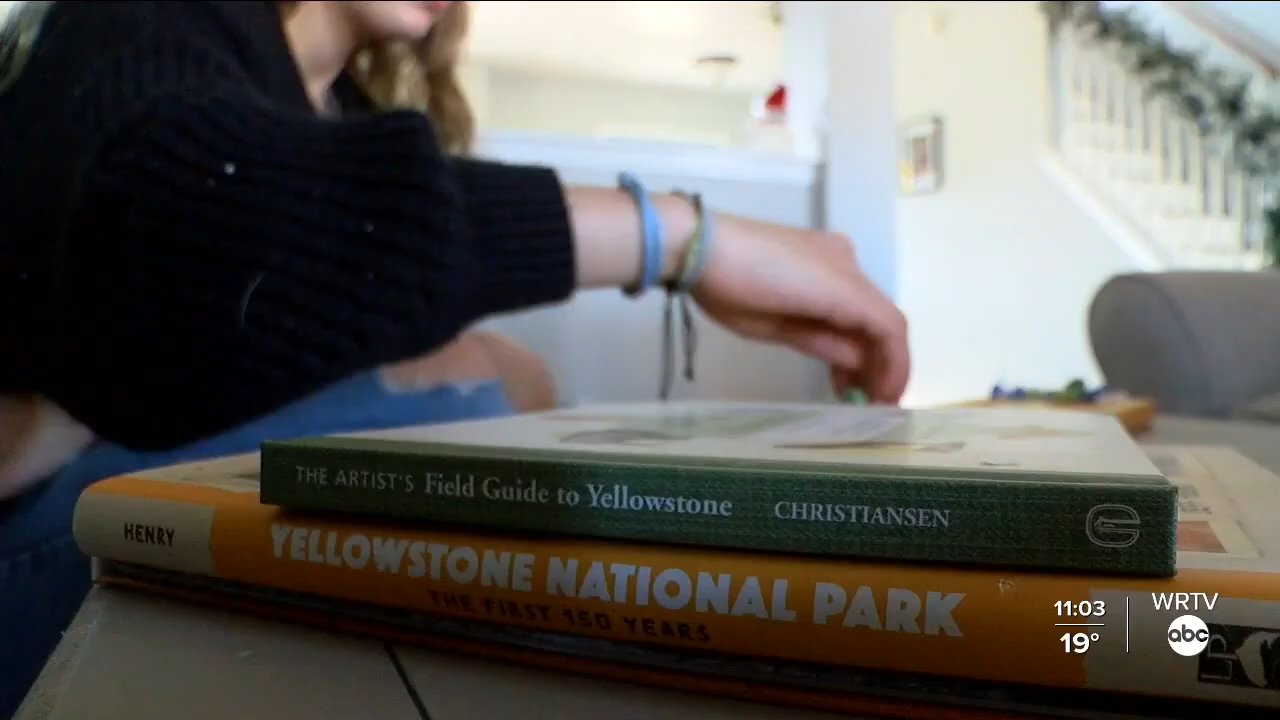 THE ARTIST'S Field Guide to Yellowstone CHRISTIANSEN
HENRY YELLOWSTONE NATIONAL PARK
THE FIRST 150 YEARS
11:03
19°
WRTV
abc